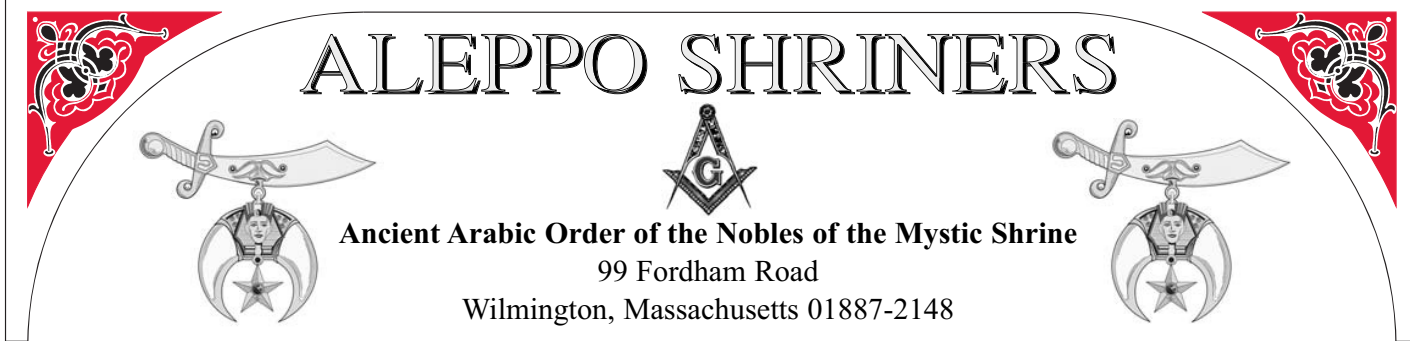 ALEPPO SHRINERS
G
Ancient Arabic Order of the Nobles of the Mystic Shrine
99 Fordham Road
Wilmington, Massachusetts 01887-2148